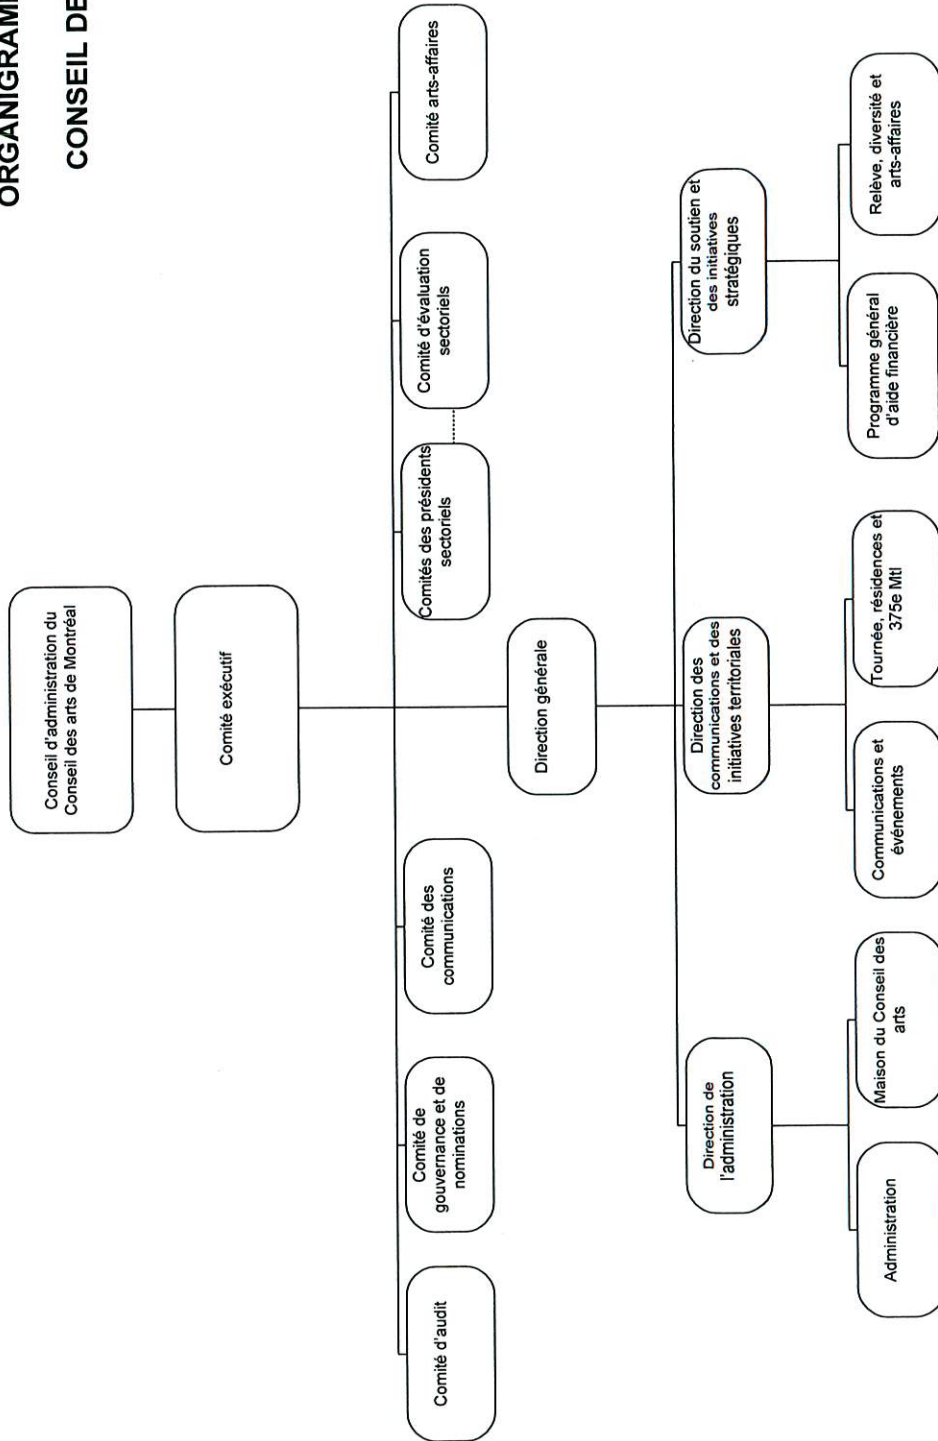 ORGANIGRAM
CONSEIL DE
Conseil d'administration du
Conseil des arts de Montréal
Comité exécutif
Comité d'audit
Comité de
gouvernance et de
nominations
Comité des
communications
Comités des présidents
sectoriels
Comité d'évaluation
sectoriels
Comité arts-affaires
Direction générale
Direction de
l'administration
Direction des
communications et des
initiatives territoriales
Direction du soutien et
des initiatives
stratégiques
Administration
Maison du Conseil des
arts
Communications et
événements
Tournée, résidences et
375e Mtl
Programme général
d'aide financière
Relève, diversité et
arts-affaires